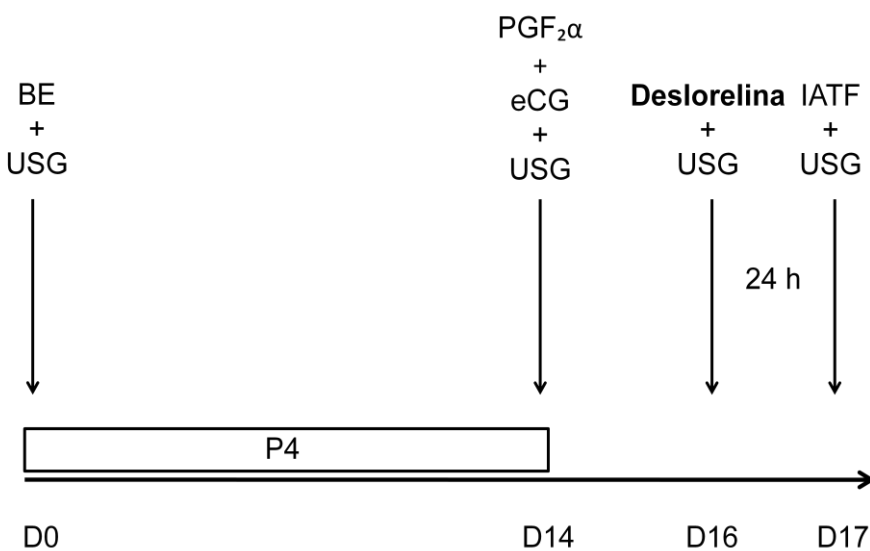 BE
+
USG
PGF₂α
+
eCG
+
USG
Deslorelina
+
USG
IATF
+
USG
24 h
P4
D0
D14
D16
D17